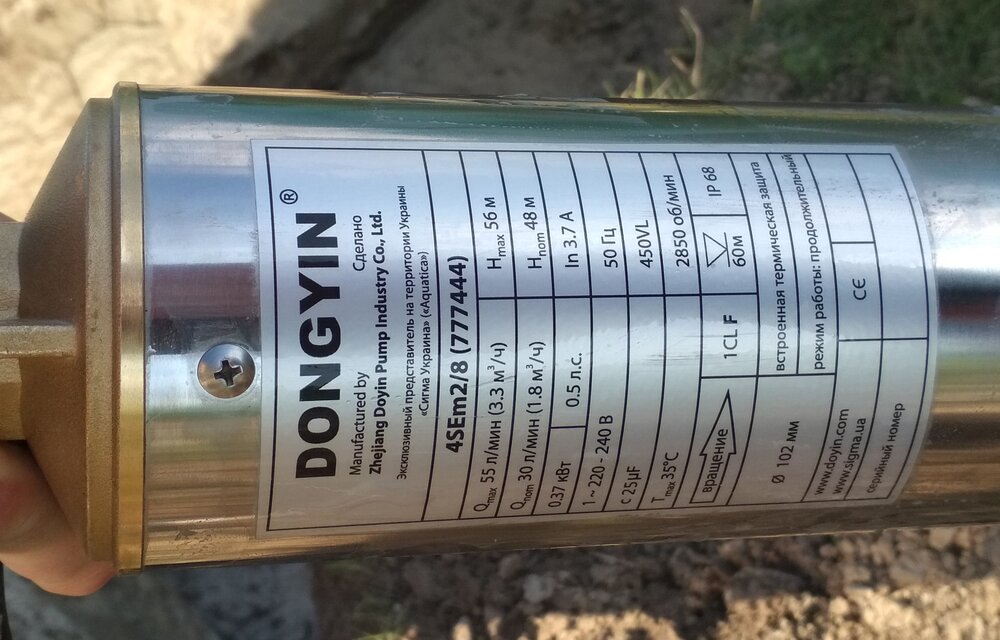 DONGYIN®
Manufactured by Сделано
Zhejiang Doyin Pump Industry Co., Ltd.
Эксклюзивный представитель на территории Украины
«Сигма Украина» («Aquatica»)
4SEm2/8 (777444)
Qmax 55 л/мин (3.3 м³/ч) Hmax 56 м
Qnom 30 л/мин (1.8 м³/ч) Hnom 48 м
0.37 кВт 0.5 л.с. In 3.7 A
1 ~ 220 - 240 В 50 Гц
c 25µF 450VL
Tmax 35°C 2850 об/мин
вращение 1CL F 60м IP 68
Ø 102 мм встроенная термическая защита
режим работы: продолжительный
www.doyin.com
www.sigma.ua CE
серийный номер